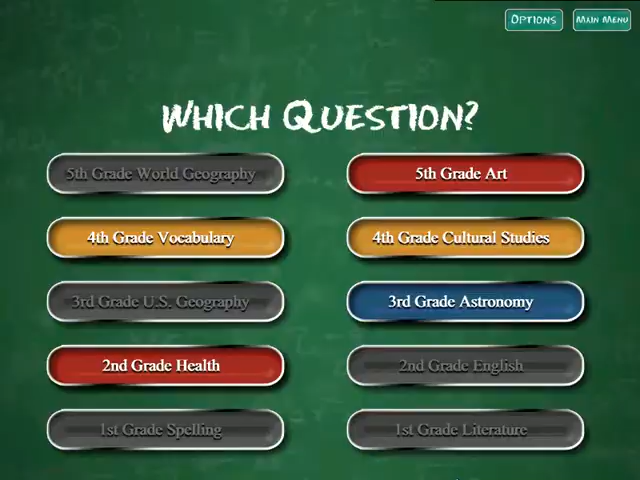 Options
Main Menu
Which Question?
5th Grade World Geography
5th Grade Art
4th Grade Vocabulary
4th Grade Cultural Studies
3rd Grade U.S. Geography
3rd Grade Astronomy
2nd Grade Health
2nd Grade English
1st Grade Spelling
1st Grade Literature